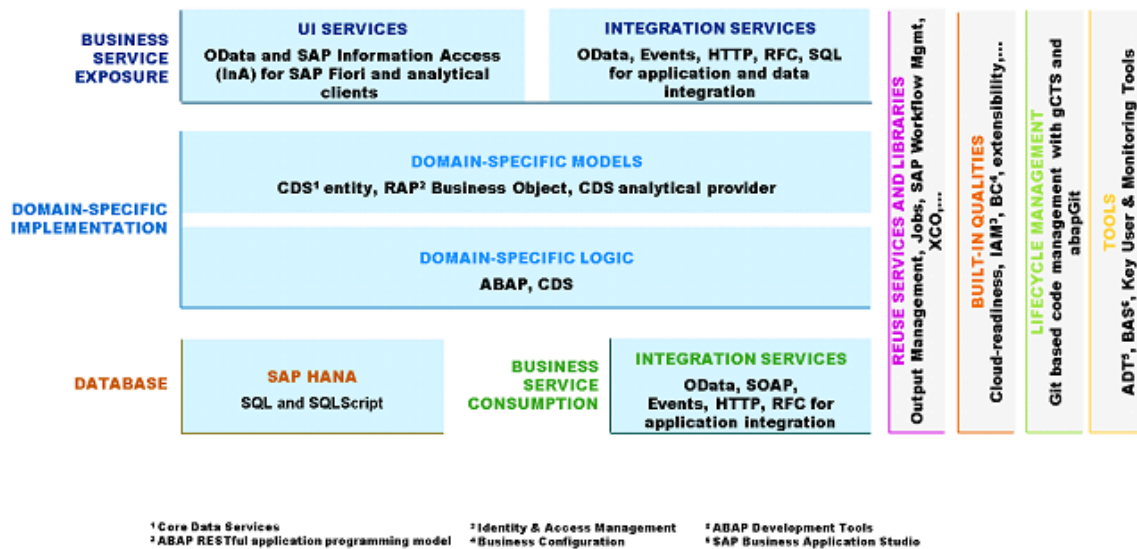 BUSINESS
SERVICE
EXPOSURE
UI SERVICES
OData and SAP Information Access
(InA) for SAP Fiori and analytical
clients
INTEGRATION SERVICES
OData, Events, HTTP, RFC, SQL
for application and data
integration
DOMAIN-SPECIFIC
IMPLEMENTATION
DOMAIN-SPECIFIC MODELS
CDS¹ entity, RAP² Business Object, CDS analytical provider
DOMAIN-SPECIFIC LOGIC
ABAP, CDS
DATABASE
SAP HANA
SQL and SQLScript
BUSINESS
SERVICE
CONSUMPTION
INTEGRATION SERVICES
OData, SOAP,
Events, HTTP, RFC for
application integration
REUSE SERVICES AND LIBRARIES
Output Management, Jobs, SAP Workflow Mgmt,
XCO,...
BUILT-IN QUALITIES
Cloud-readiness, IAM³, BC⁴, extensibility,...
LIFECYCLE MANAGEMENT
Git based code management with gCTS and
abapGit
TOOLS
ADT⁵, BAS⁶, Key User & Monitoring Tools
¹ Core Data Services
² ABAP RESTful application programming model
³ Identity & Access Management
⁴ Business Configuration
⁵ ABAP Development Tools
⁶ SAP Business Application Studio